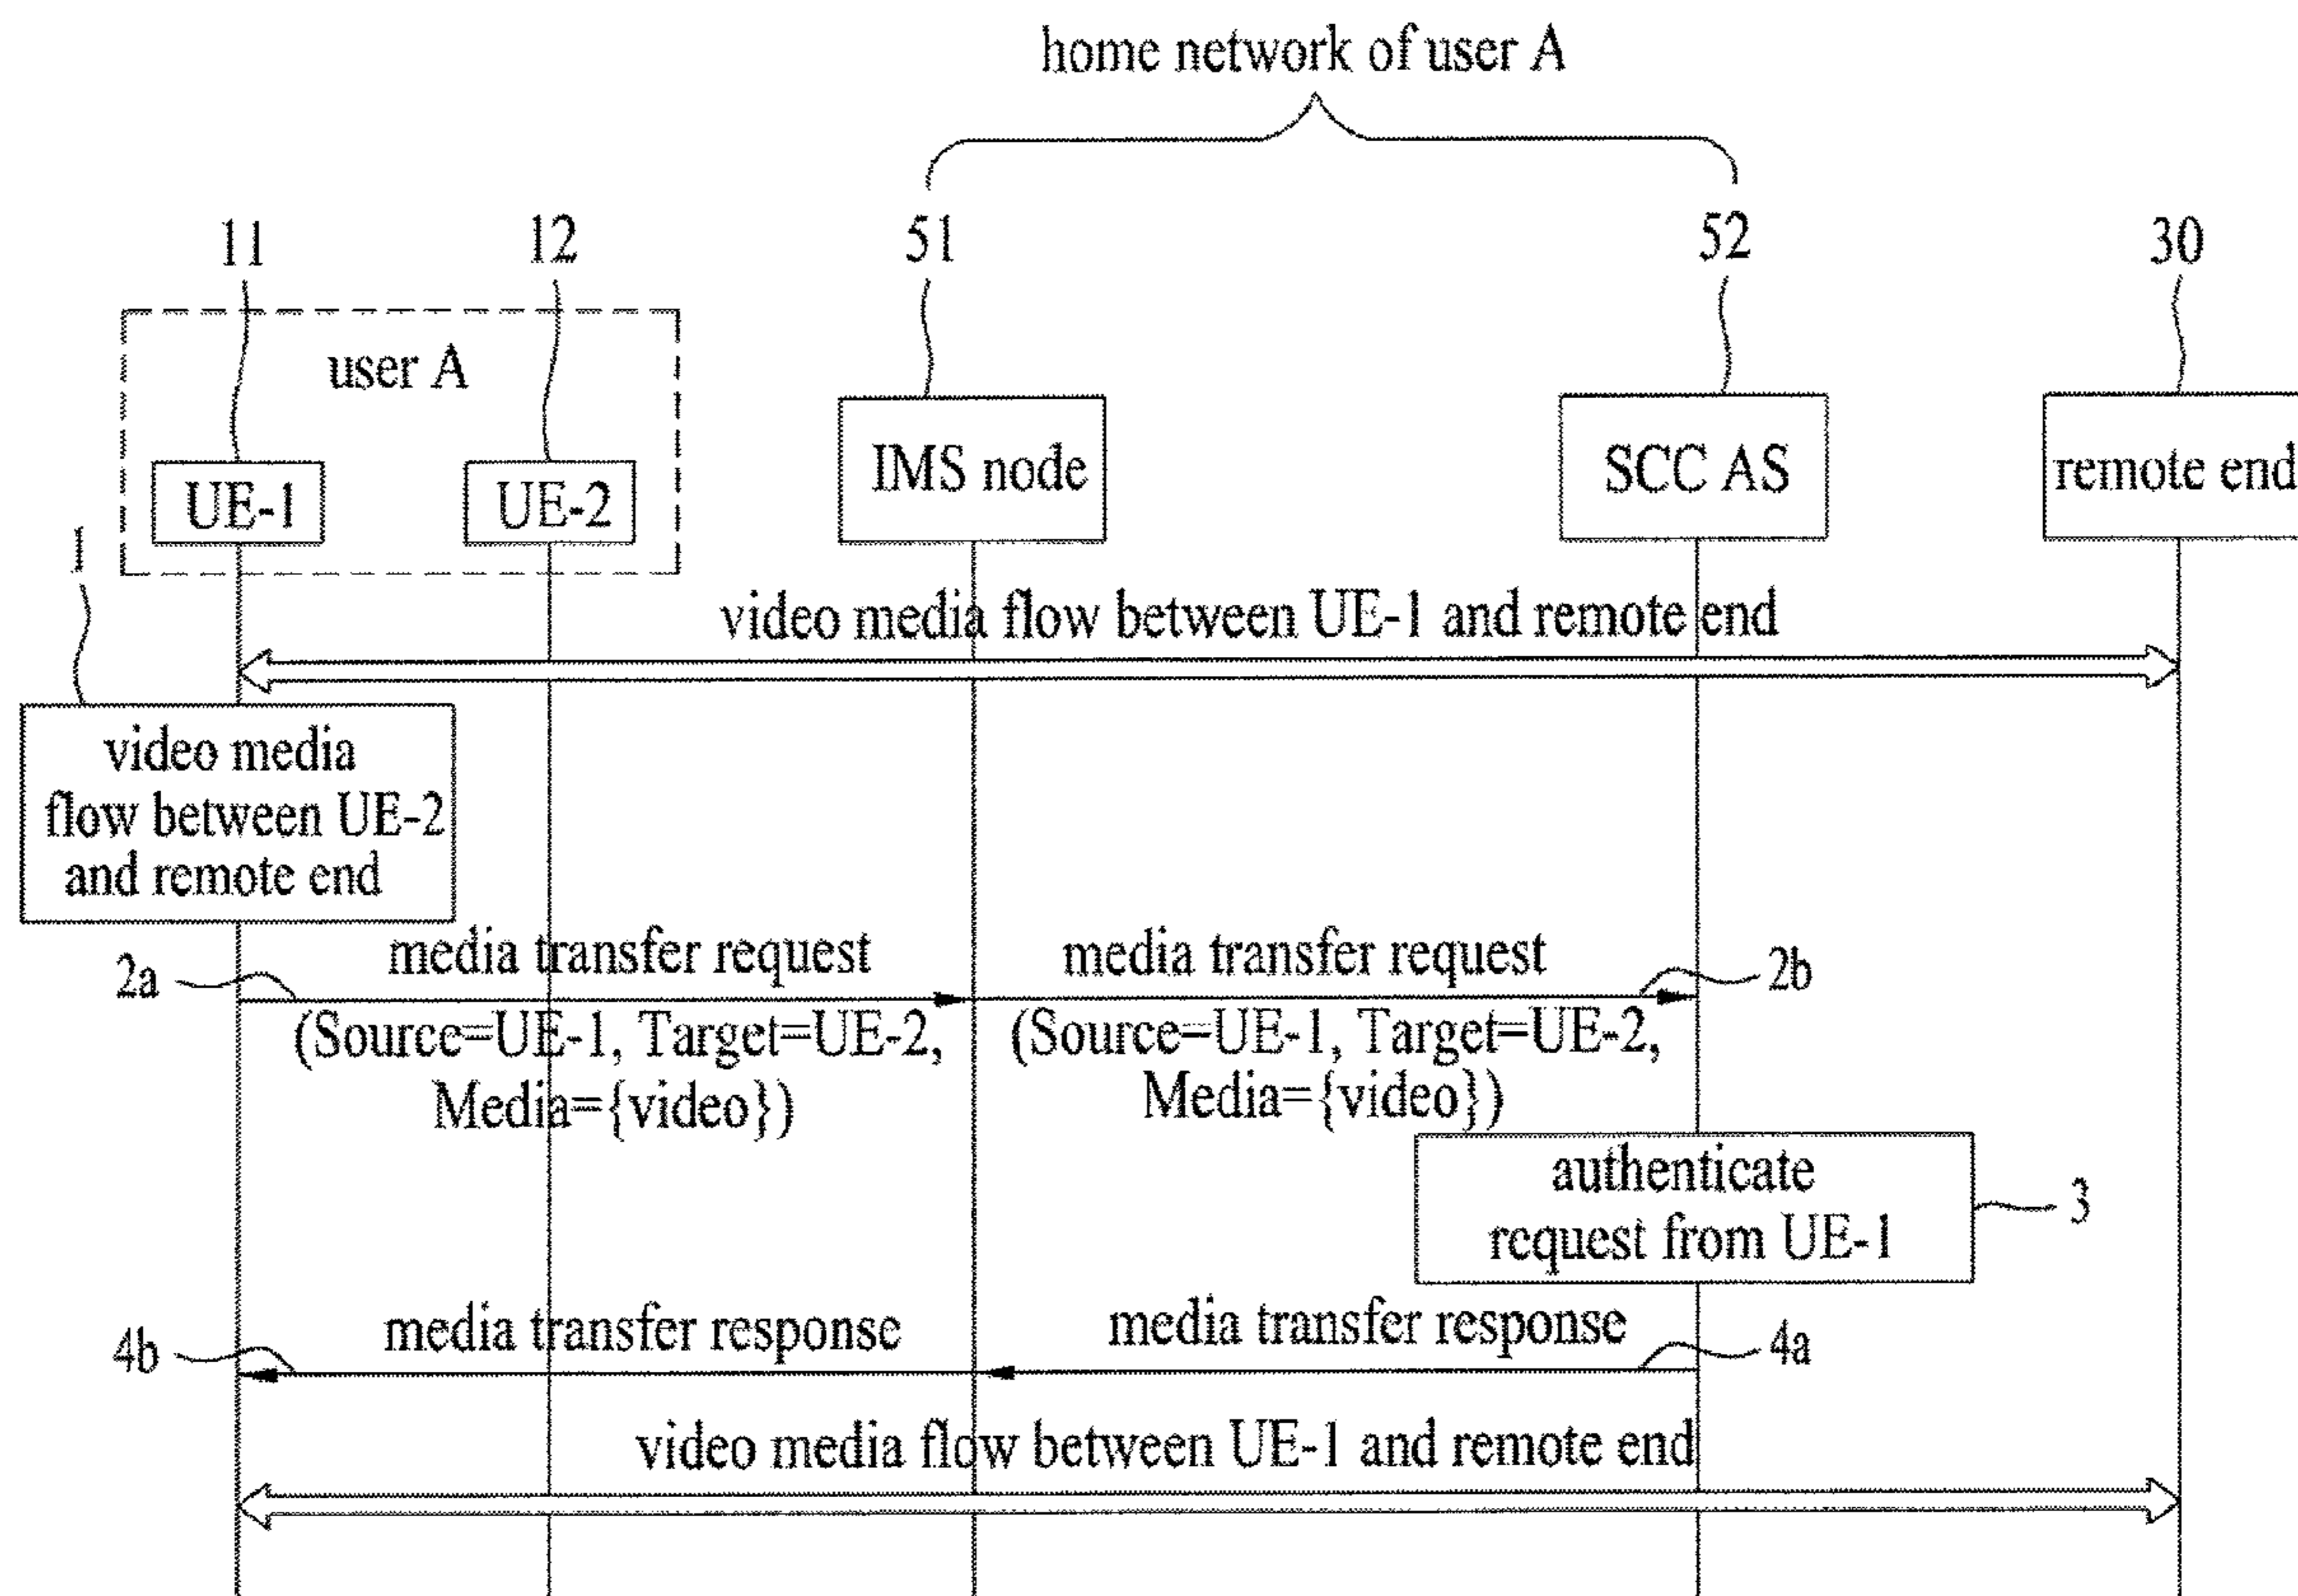 home network of user A
11
12
51
52
30
user A
UE-1
UE-2
IMS node
SCC AS
remote end
1
video media flow between UE-1 and remote end
video media
flow between UE-2
and remote end
2a
media transfer request
media transfer request
2b
(Source=UE-1, Target=UE-2,
Media={video})
(Source=UE-1, Target=UE-2,
Media={video})
authenticate
request from UE-1
3
4b
media transfer response
media transfer response
4a
video media flow between UE-1 and remote end